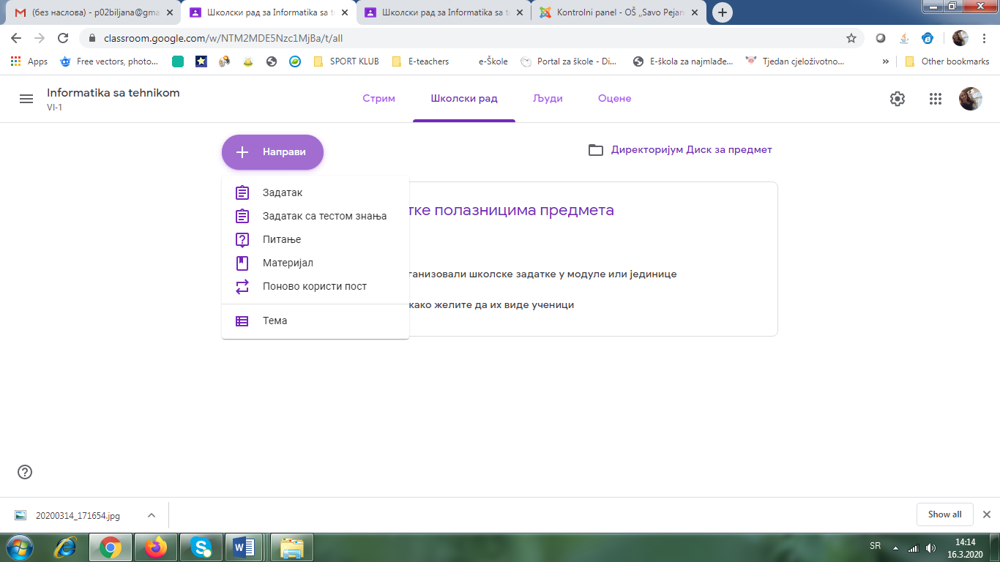 (без наслова) - p02biljana@gma
Школски рад за Informatika sa t
Школски рад за Informatika sa t
Kontrolni panel - OŠ „Savo Pejan
classroom.google.com/w/NTM2MDE5Nzc1MjBa/t/all
Apps
Free vectors, photo...
SPORT KLUB
E-teachers
e-Škole
Portal za škole - Di...
E-škola za najmlađe...
Tjedan cjeloživotno...
»
Other bookmarks
Informatika sa tehnikom
VI-1
Стрим
Школски рад
Људи
Оцене
Направи
Директоријум Диск за предмет
Задатак
Задатак са тестом знања
Питање
Материјал
Поново користи пост
Тема
тке полазницима предмета
ганизовали школске задатке у модуле или јединице
како желите да их виде ученици
20200314_171654.jpg
Show all
SR
14:14
16.3.2020